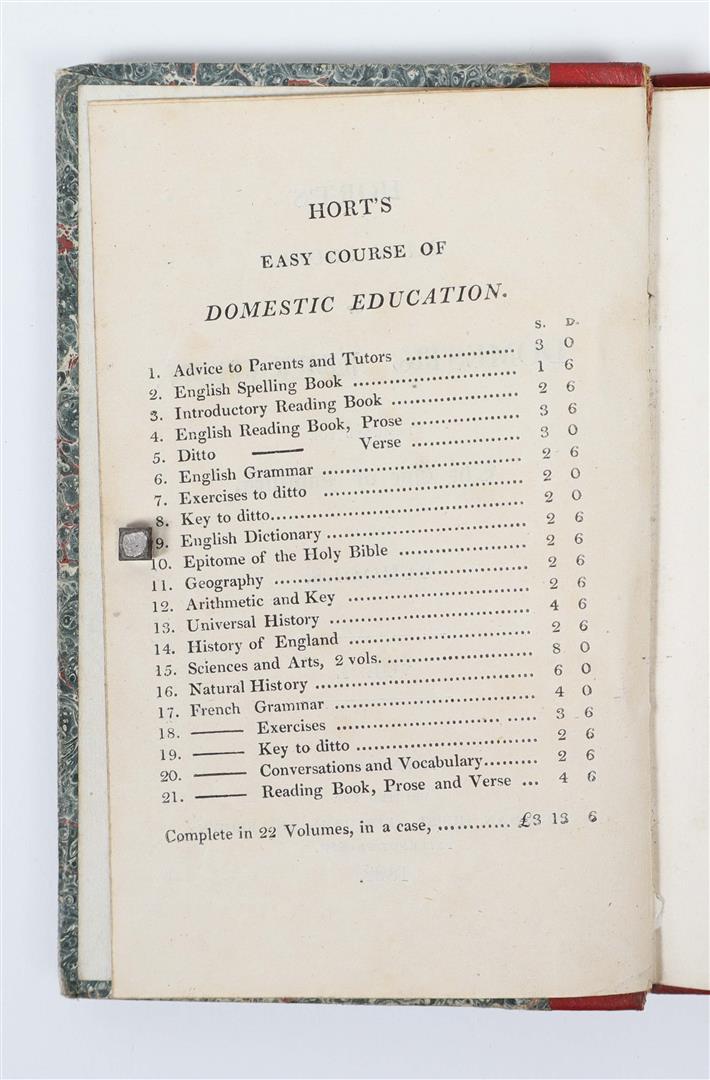 HORT'S
EASY COURSE OF
DOMESTIC EDUCATION.
S. D.
1. Advice to Parents and Tutors .................. 3 0
2. English Spelling Book .......................... 1 6
3. Introductory Reading Book .................... 2 6
4. English Reading Book, Prose ................. 3 6
5. Ditto —— Verse ................. 3 0
6. English Grammar ............................... 2 6
7. Exercises to ditto ............................... 2 0
8. Key to ditto....................................... 2 0
9. English Dictionary .............................. 2 6
10. Epitome of the Holy Bible .................... 2 6
11. Geography ....................................... 2 6
12. Arithmetic and Key ............................ 2 6
13. Universal History ............................... 4 6
14. History of England ............................ 2 6
15. Sciences and Arts, 2 vols. ...................... 8 0
16. Natural History .................................. 6 0
17. French Grammar ................................ 4 0
18. —— Exercises ............................... 3 6
19. —— Key to ditto ............................ 2 6
20. —— Conversations and Vocabulary......... 2 6
21. —— Reading Book, Prose and Verse ... 4 6
Complete in 22 Volumes, in a case, ............ £3 13 6